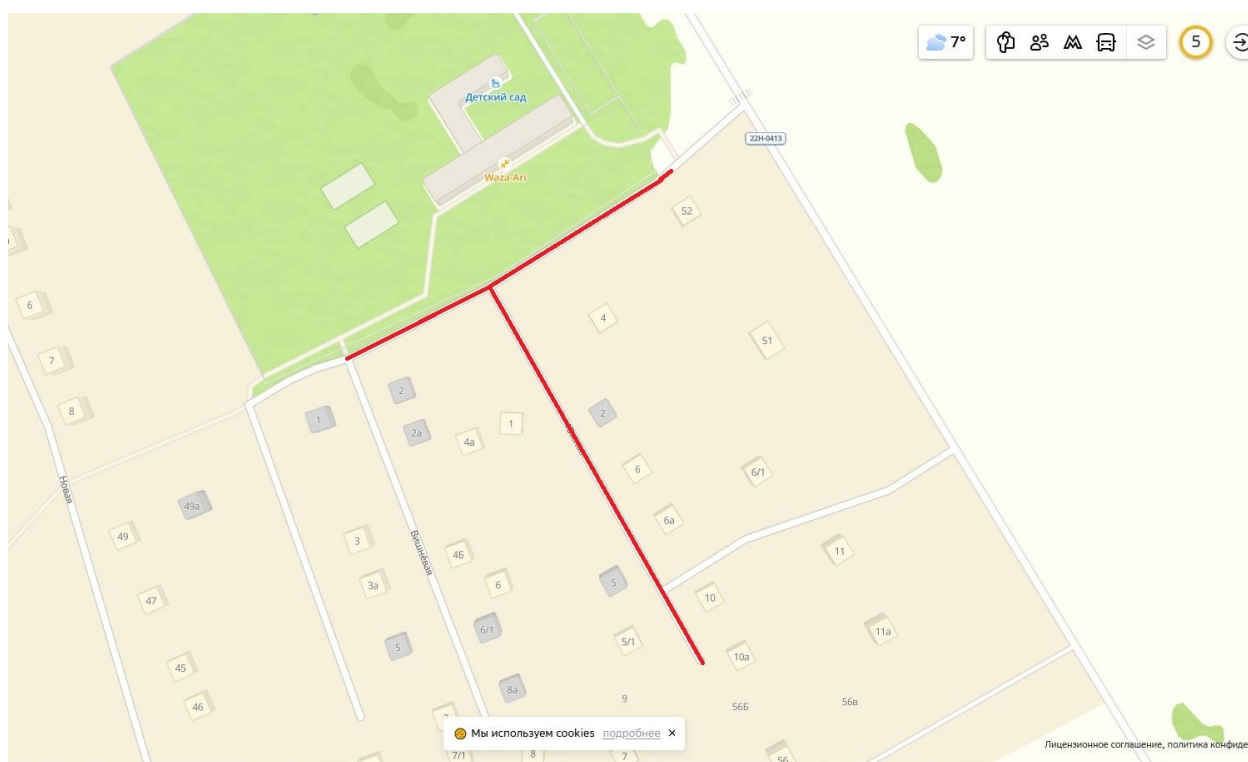 7°
5
Детский сад
22Н-0413
Waza-Ari
52
6
4
51
7
2
8
2
1
1
2а
4а
6
6/1
Новая
49а
6а
49
3
Вишнёвая
4Б
11
3а
6
5
10
47
6/1
11а
5
5/1
10а
45
8а
9
56Б
56в
46
Мы используем cookies подробнее ×
7/1
8
7
56
Лицензионное соглашение, политика конфиде